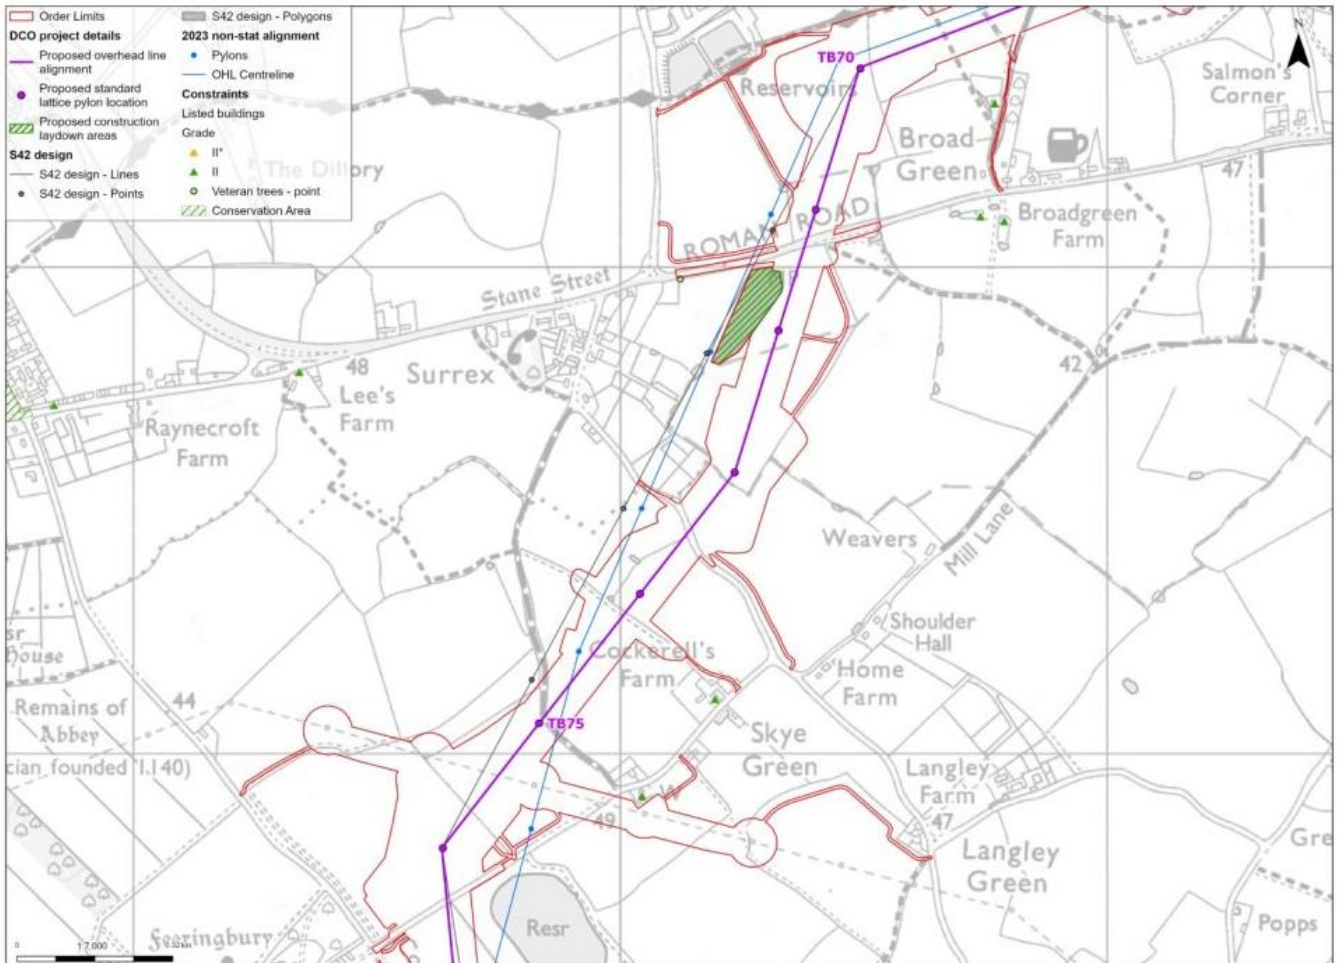 Order Limits
DCO project details
Proposed overhead line
alignment
Proposed standard
lattice pylon location
Proposed construction
laydown areas
S42 design
S42 design - Lines
S42 design - Points
S42 design - Polygons
2023 non-stat alignment
Pylons
OHL Centreline
Constraints
Listed buildings
Grade
II*
II
Veteran trees - point
Conservation Area
The Dillory
TB70
Reservoirs
Broad
Green
Salmon's
Corner
N
47
Broadgreen
Farm
ROMAN ROAD
Stane Street
48
Surrex
Lee's
Farm
Raynecroft
Farm
42
Weavers
Mill Lane
Shoulder
Hall
Home
Farm
Cockerell's
Farm
House
Remains of
Abbey
44
cian founded 1140)
TB75
Skye
Green
W
49
Langley
Farm
47
Langley
Green
Gre
Popps
Resr
Feeringbury
0
1:7,000